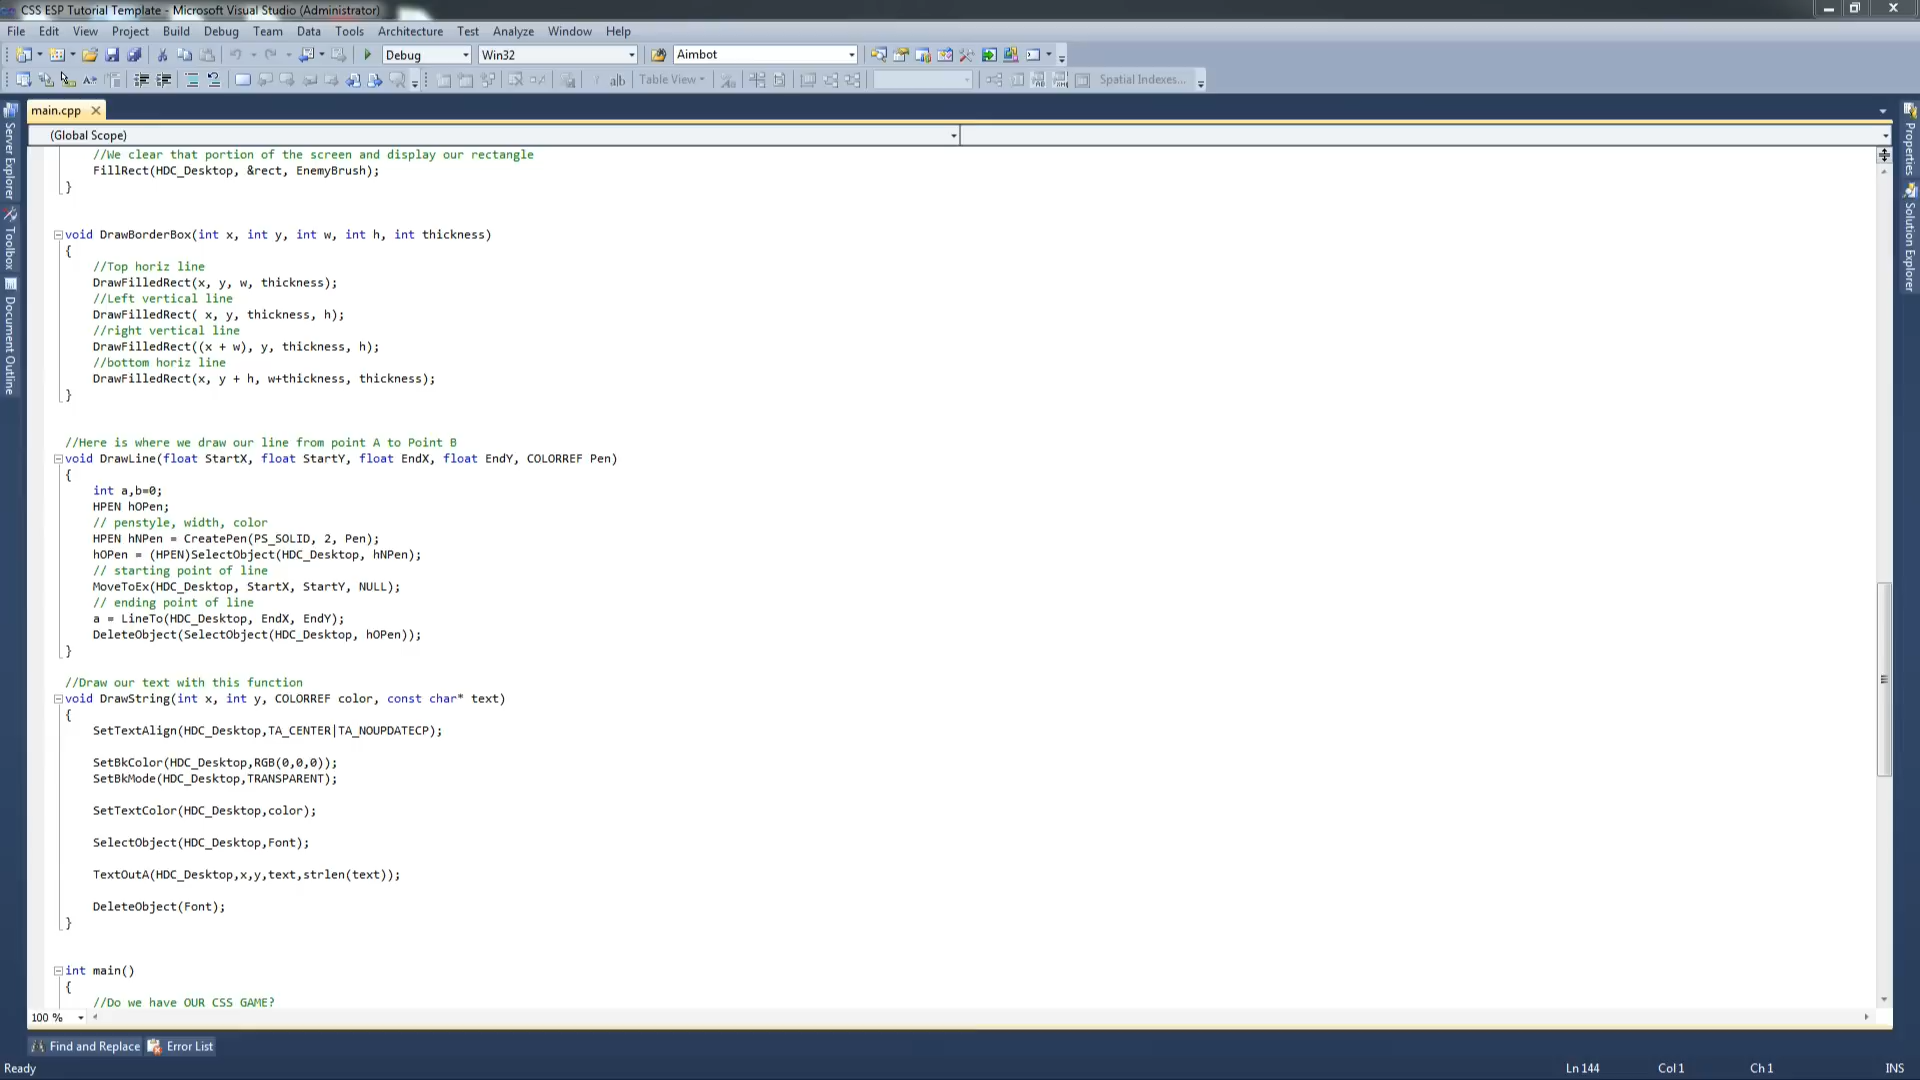 CSS ESP Tutorial Template - Microsoft Visual Studio (Administrator)
File Edit View Project Build Debug Team Data Tools Architecture Test Analyze Window Help
Debug Win32 Aimbot
Table View Spatial Indexes...
main.cpp
(Global Scope)
Server Explorer
Toolbox
Document Outline
Properties
Solution Explorer
//We clear that portion of the screen and display our rectangle
FillRect(HDC_Desktop, &rect, EnemyBrush);
}
void DrawBorderBox(int x, int y, int w, int h, int thickness)
{
//Top horiz line
DrawFilledRect(x, y, w, thickness);
//Left vertical line
DrawFilledRect( x, y, thickness, h);
//right vertical line
DrawFilledRect((x + w), y, thickness, h);
//bottom horiz line
DrawFilledRect(x, y + h, w+thickness, thickness);
}
//Here is where we draw our line from point A to Point B
void DrawLine(float StartX, float StartY, float EndX, float EndY, COLORREF Pen)
{
int a,b=0;
HPEN hOPen;
// penstyle, width, color
HPEN hNPen = CreatePen(PS_SOLID, 2, Pen);
hOPen = (HPEN)SelectObject(HDC_Desktop, hNPen);
// starting point of line
MoveToEx(HDC_Desktop, StartX, StartY, NULL);
// ending point of line
a = LineTo(HDC_Desktop, EndX, EndY);
DeleteObject(SelectObject(HDC_Desktop, hOPen));
}
//Draw our text with this function
void DrawString(int x, int y, COLORREF color, const char* text)
{
SetTextAlign(HDC_Desktop,TA_CENTER|TA_NOUPDATECP);
SetBkColor(HDC_Desktop,RGB(0,0,0));
SetBkMode(HDC_Desktop,TRANSPARENT);
SetTextColor(HDC_Desktop,color);
SelectObject(HDC_Desktop,Font);
TextOutA(HDC_Desktop,x,y,text,strlen(text));
DeleteObject(Font);
}
int main()
{
//Do we have OUR CSS GAME?
100 %
Find and Replace Error List
Ready Ln 144 Col 1 Ch 1 INS